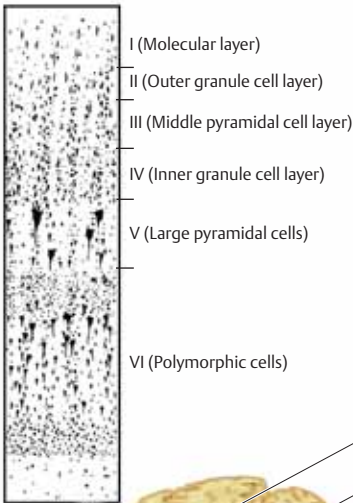 I (Molecular layer)
II (Outer granule cell layer)
III (Middle pyramidal cell layer)
IV (Inner granule cell layer)
V (Large pyramidal cells)
VI (Polymorphic cells)